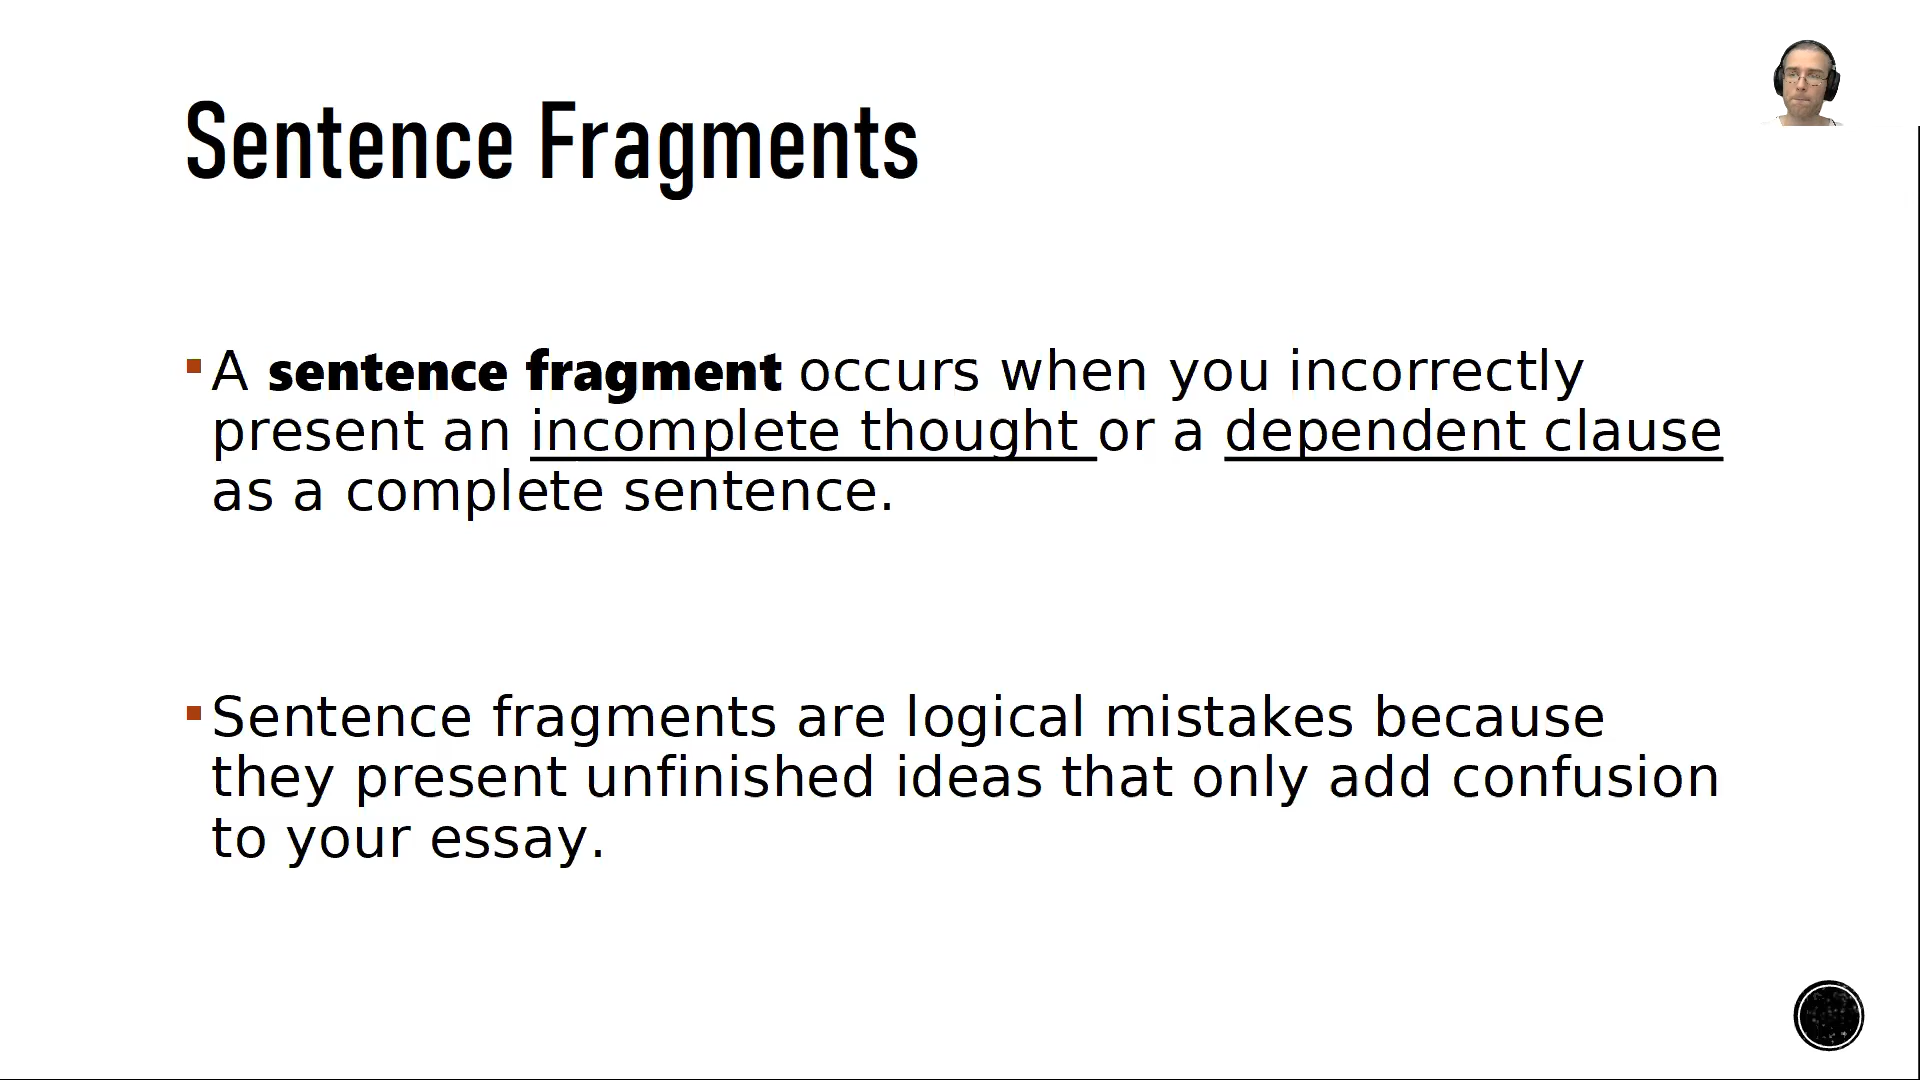 Sentence Fragments
A sentence fragment occurs when you incorrectly
present an incomplete thought or a dependent clause
as a complete sentence.
Sentence fragments are logical mistakes because
they present unfinished ideas that only add confusion
to your essay.